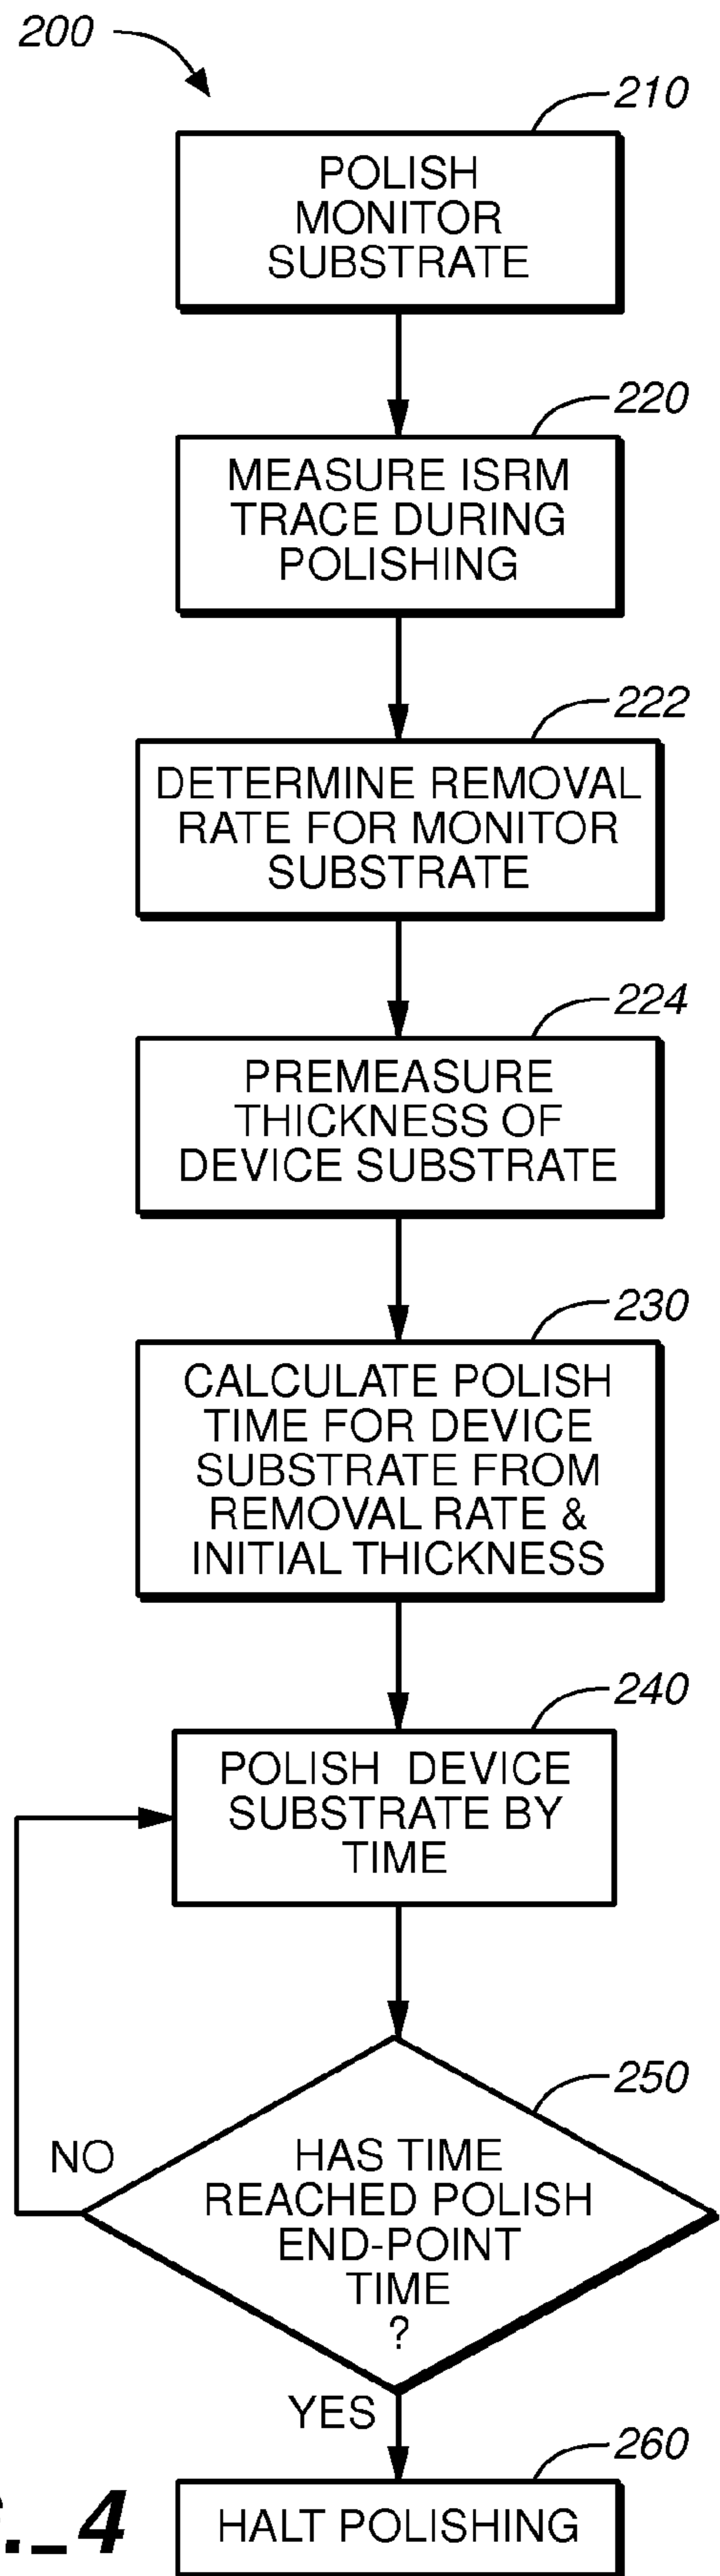 200
210
POLISH
MONITOR
SUBSTRATE
220
MEASURE ISRM
TRACE DURING
POLISHING
222
DETERMINE REMOVAL
RATE FOR MONITOR
SUBSTRATE
224
PREMEASURE
THICKNESS OF
DEVICE SUBSTRATE
230
CALCULATE POLISH
TIME FOR DEVICE
SUBSTRATE FROM
REMOVAL RATE &
INITIAL THICKNESS
240
POLISH DEVICE
SUBSTRATE BY
TIME
250
NO
HAS TIME
REACHED POLISH
END-POINT
TIME
?
YES
260
HALT POLISHING
._4